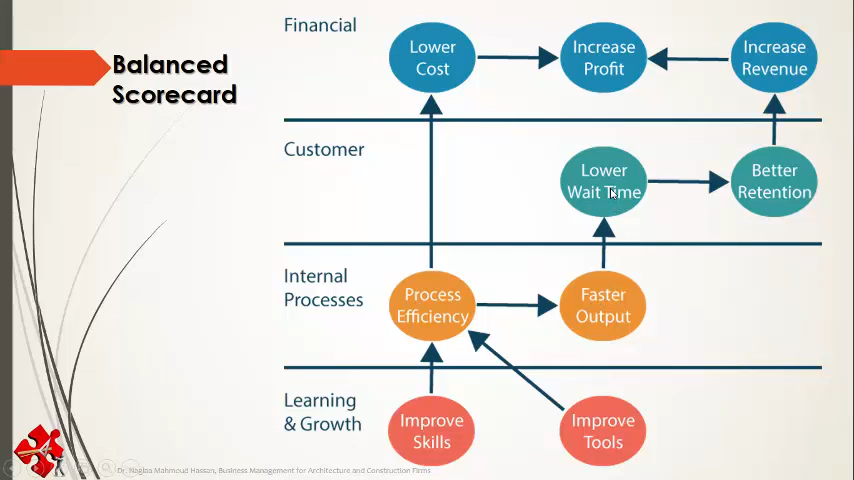 Balanced
Scorecard
Financial
Lower
Cost
Increase
Profit
Increase
Revenue
Customer
Lower
Wait Time
Better
Retention
Internal
Processes
Process
Efficiency
Faster
Output
Learning
& Growth
Improve
Skills
Improve
Tools
Dr. Naglaa Mahmoud Hassan, Business Management for Architecture and Construction Firms